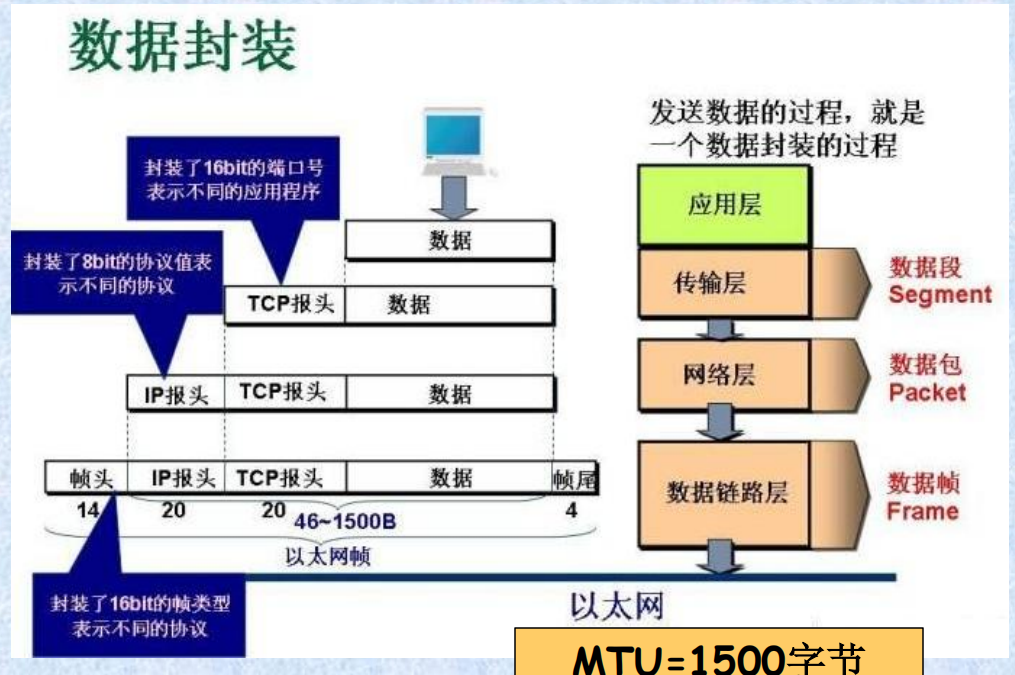 数据封装
发送数据的过程，就是
一个数据封装的过程
封装了16bit的端口号
表示不同的应用程序
封装了8bit的协议值表
示不同的协议
数据
TCP报头 数据
IP报头 TCP报头 数据
帧头 IP报头 TCP报头 数据 帧尾
14 20 20 46~1500B 4
以太网帧
封装了16bit的帧类型
表示不同的协议
应用层
传输层
数据段
Segment
网络层
数据包
Packet
数据链路层
数据帧
Frame
以太网
MTU=1500字节